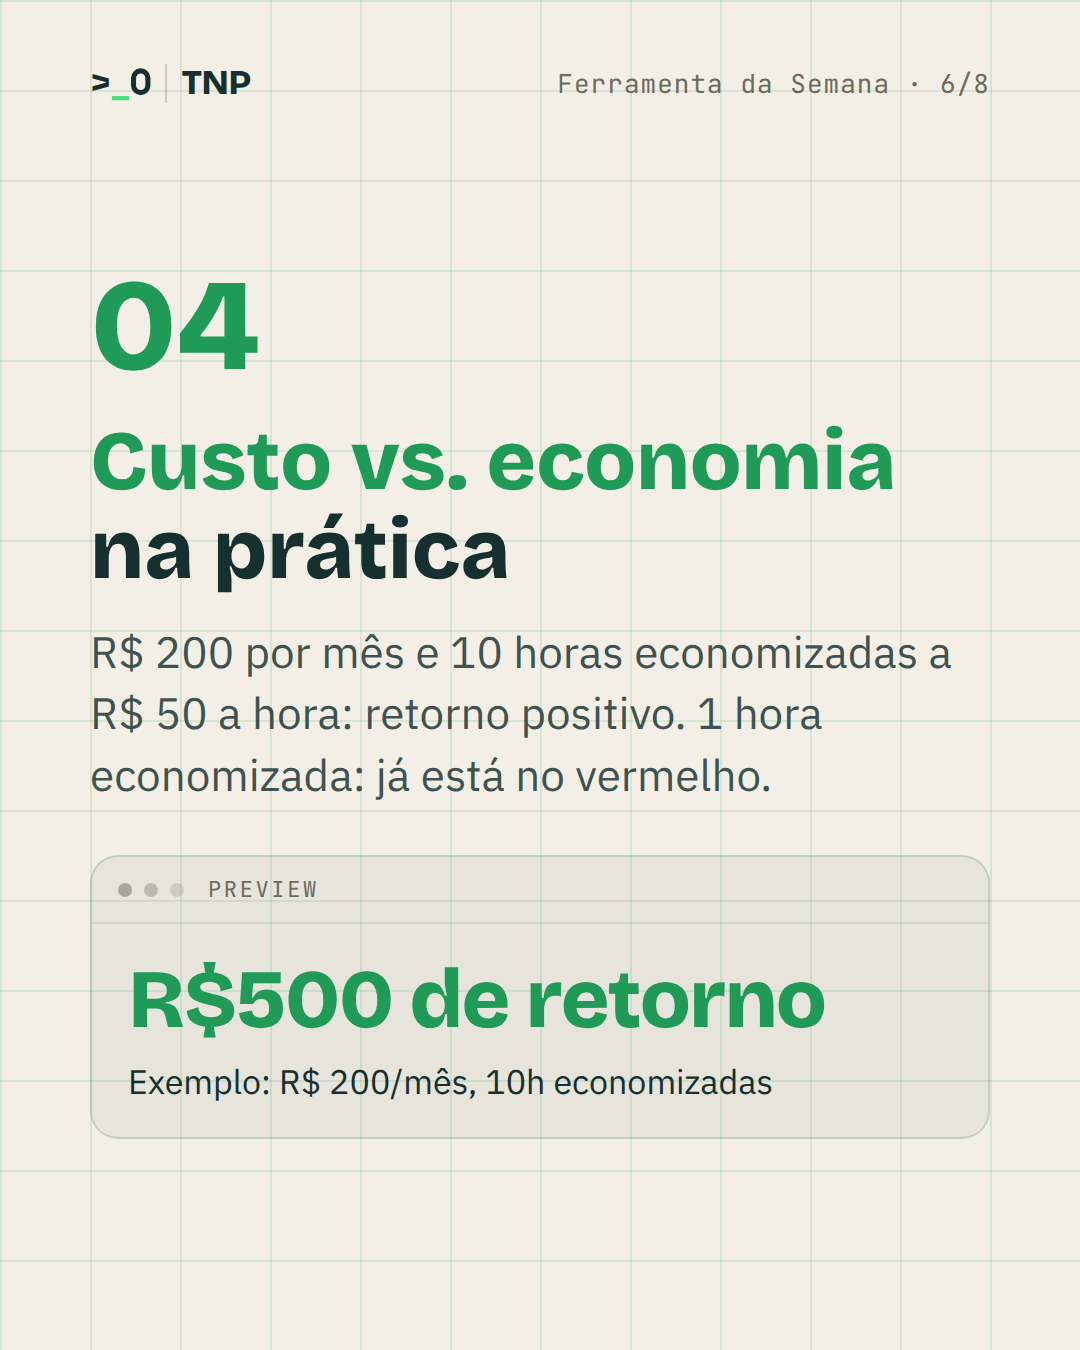 >_0 | TNP
Ferramenta da Semana · 6/8
04
Custo vs. economia
na prática
R$ 200 por mês e 10 horas economizadas a
R$ 50 a hora: retorno positivo. 1 hora
economizada: já está no vermelho.
PREVIEW
R$500 de retorno
Exemplo: R$ 200/mês, 10h economizadas